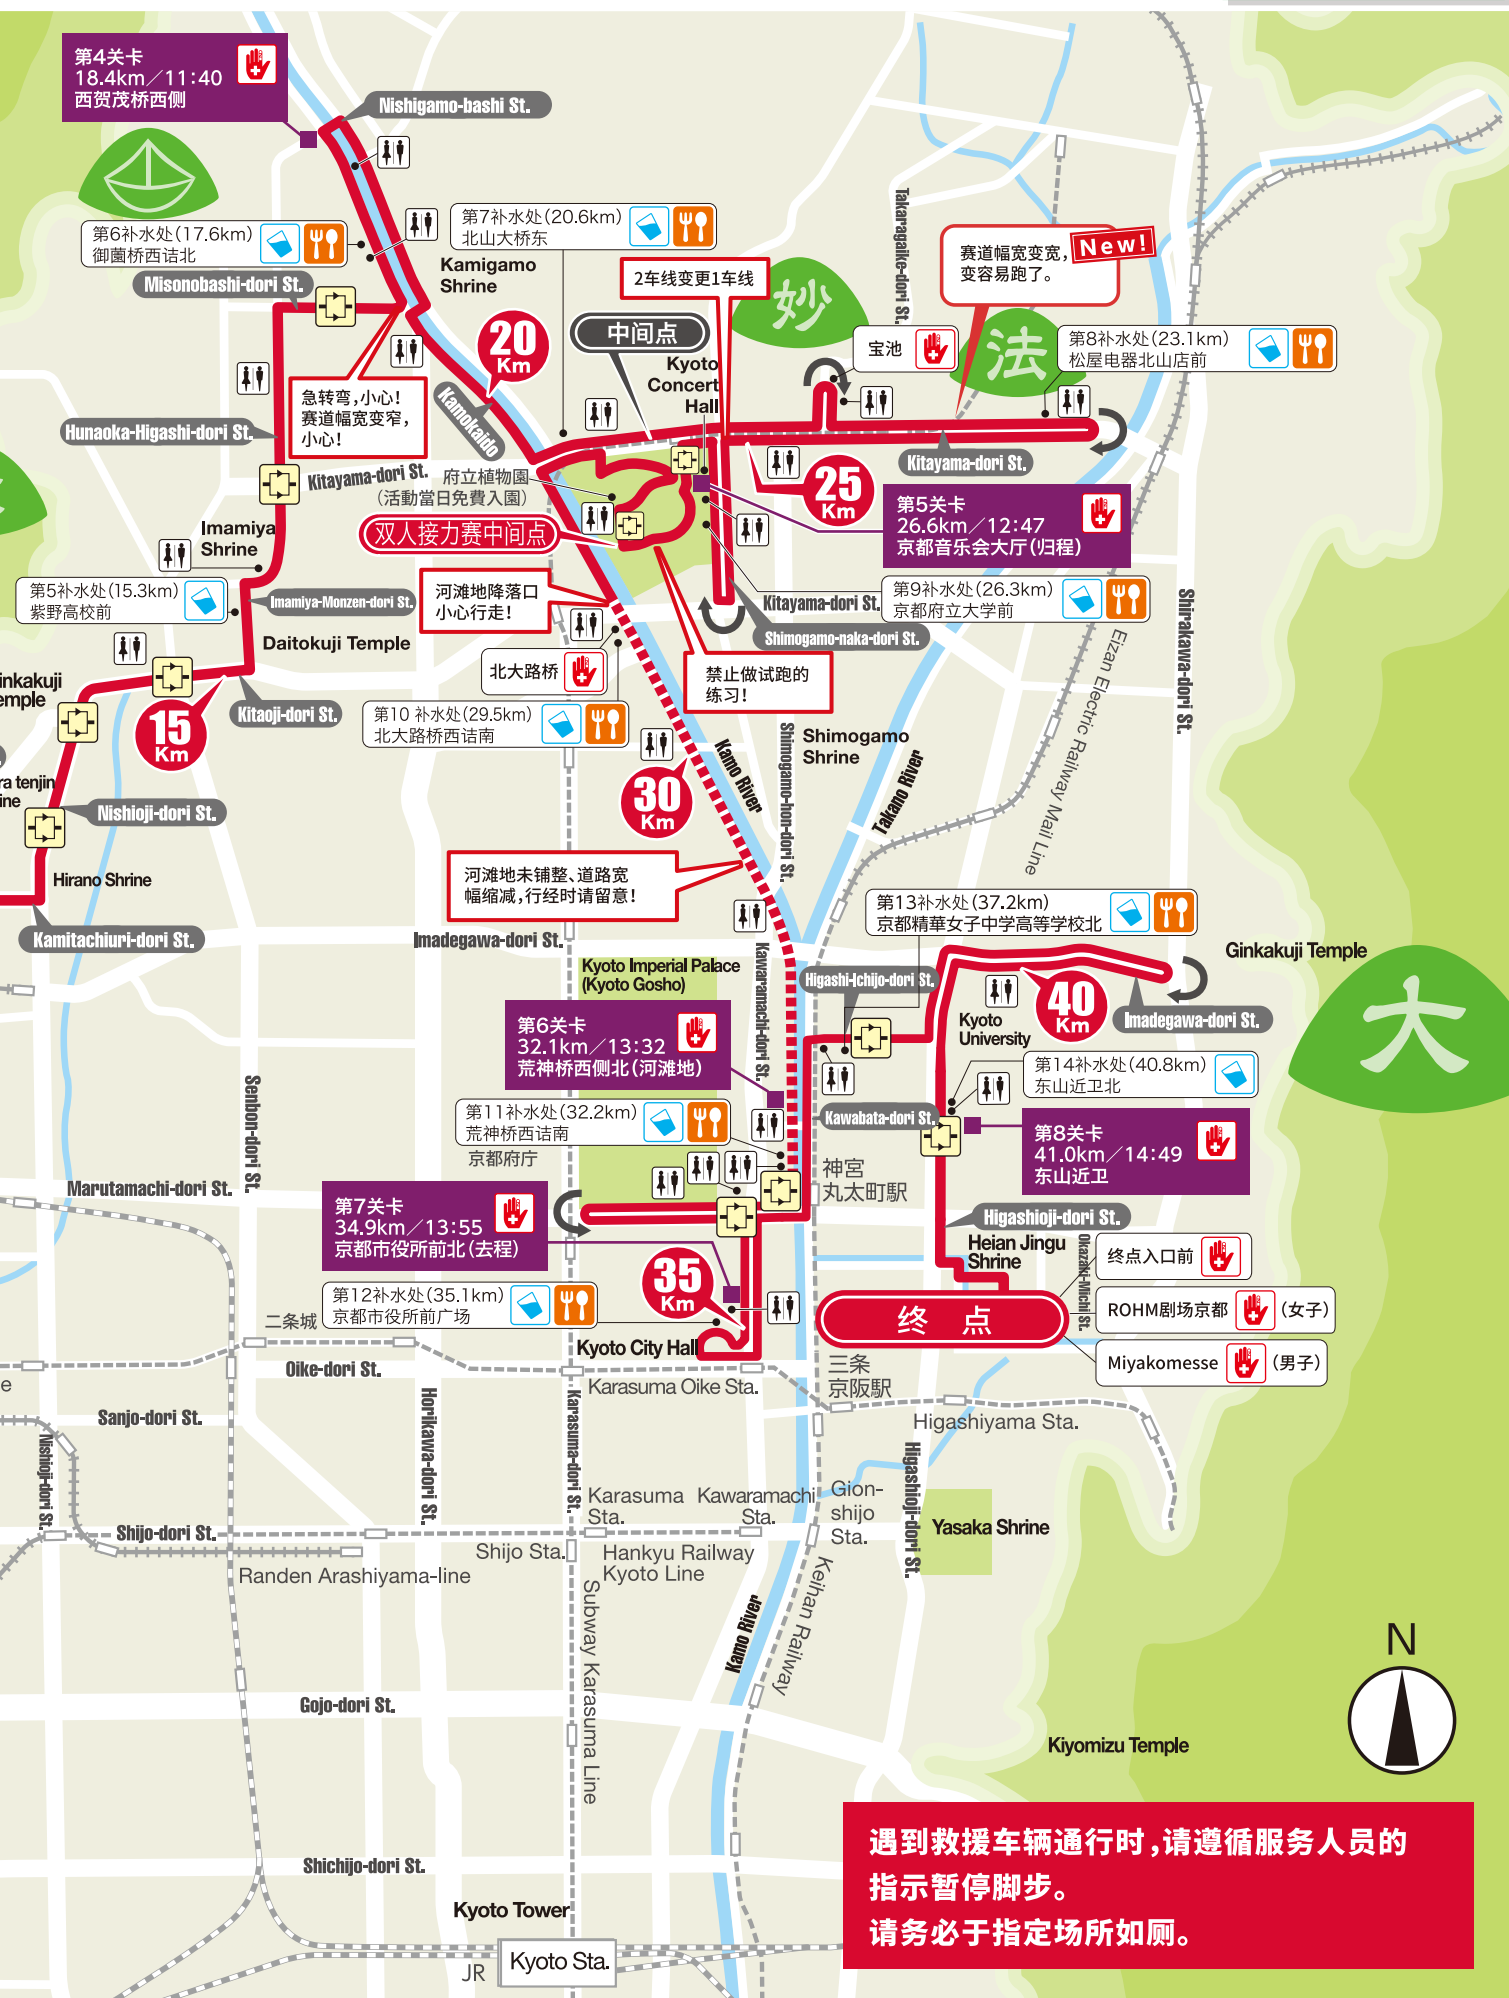 第4关卡
18.4km／11:40
西贺茂桥西侧
Nishigamo-bashi St.
第6补水处(17.6km)
御薗桥西诘北
第7补水处(20.6km)
北山大桥东
Kamigamo
Shrine
Misonobashi-dori St.
2车线变更1车线
妙
Takaragaike-dori St.
赛道幅宽变宽，
变容易跑了。
New!
20
Km
中间点
Kyoto
Concert
Hall
宝池
法
第8补水处(23.1km)
松屋电器北山店前
急转弯，小心！
赛道幅宽变窄，
小心！
Kamokaido
Hunaoka-Higashi-dori St.
Kitayama-dori St.
府立植物園
（活動當日免費入園）
Kitayama-dori St.
25
Km
双人接力赛中间点
第5关卡
26.6km／12:47
京都音乐会大厅（归程）
Imamiya
Shrine
第5补水处(15.3km)
紫野高校前
Imamiya-Monzen-dori St.
河滩地降落口
小心行走！
Kitayama-dori St.
第9补水处(26.3km)
京都府立大学前
Shimogamo-naka-dori St.
Shirakawa-dori St.
Eizan Electric Railway Mail Line
Daitokuji Temple
北大路桥
禁止做试跑的
练习！
inkakuji
emple
15
Km
Kitaoji-dori St.
第10 补水处(29.5km)
北大路桥西诘南
Shimogamo
Shrine
Shimogamo-hon-dori St.
Kamo River
Takano River
ra tenjin
ine
Nishioji-dori St.
30
Km
Hirano Shrine
河滩地未铺整、道路宽
幅缩减，行经时请留意！
第13补水处(37.2km)
京都精華女子中学高等学校北
Kamitachiuri-dori St.
Imadegawa-dori St.
Kyoto Imperial Palace
(Kyoto Gosho)
Kawaramachi-dori St.
Higashi-Ichijo-dori St.
Ginkakuji Temple
40
Km
Imadegawa-dori St.
大
Kyoto
University
第6关卡
32.1km／13:32
荒神桥西侧北（河滩地）
第14补水处(40.8km)
东山近卫北
Senbon-dori St.
第11补水处(32.2km)
荒神桥西诘南
京都府庁
Kawabata-dori St.
第8关卡
41.0km／14:49
东山近卫
神宮
丸太町駅
Marutamachi-dori St.
第7关卡
34.9km／13:55
京都市役所前北（去程）
Higashioji-dori St.
Heian Jingu
Shrine
Okazaki-Michi St.
终点入口前
35
Km
第12补水处(35.1km)
京都市役所前广场
ROHM剧场京都
（女子）
终 点
二条城
Kyoto City Hall
Miyakomesse
（男子）
Oike-dori St.
Karasuma Oike Sta.
三条
京阪駅
e
Sanjo-dori St.
Horikawa-dori St.
Karasuma-dori St.
Higashiyama Sta.
Nishioji-dori St.
Higashioji-dori St.
Karasuma
Sta.
Kawaramachi
Sta.
Gion-
shijo
Sta.
Yasaka Shrine
Shijo-dori St.
Shijo Sta.
Hankyu Railway
Kyoto Line
Randen Arashiyama-line
Subway Karasuma Line
Kamo River
Keihan Railway
N
Gojo-dori St.
Kiyomizu Temple
Shichijo-dori St.
Kyoto Tower
JR
Kyoto Sta.
遇到救援车辆通行时，请遵循服务人员的
指示暂停脚步。
请务必于指定场所如厕。